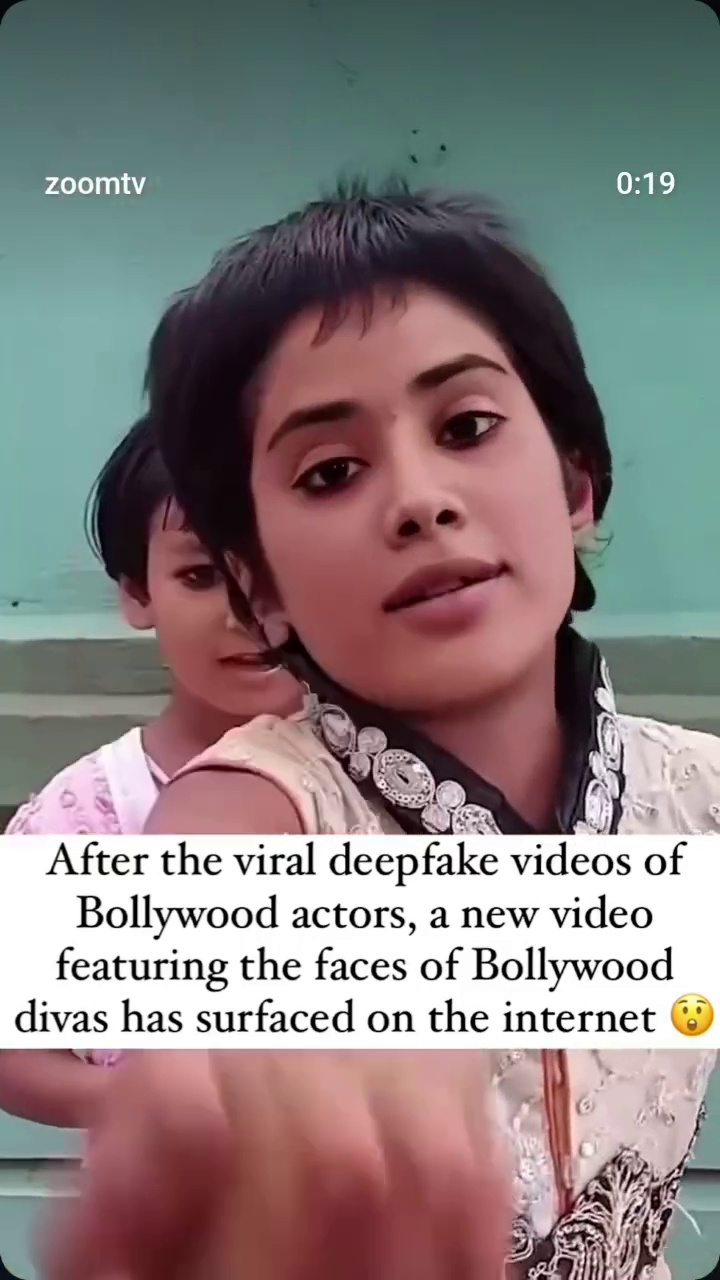 zoomtv
0:19
After the viral deepfake videos of
Bollywood actors, a new video
featuring the faces of Bollywood
divas has surfaced on the internet 😲